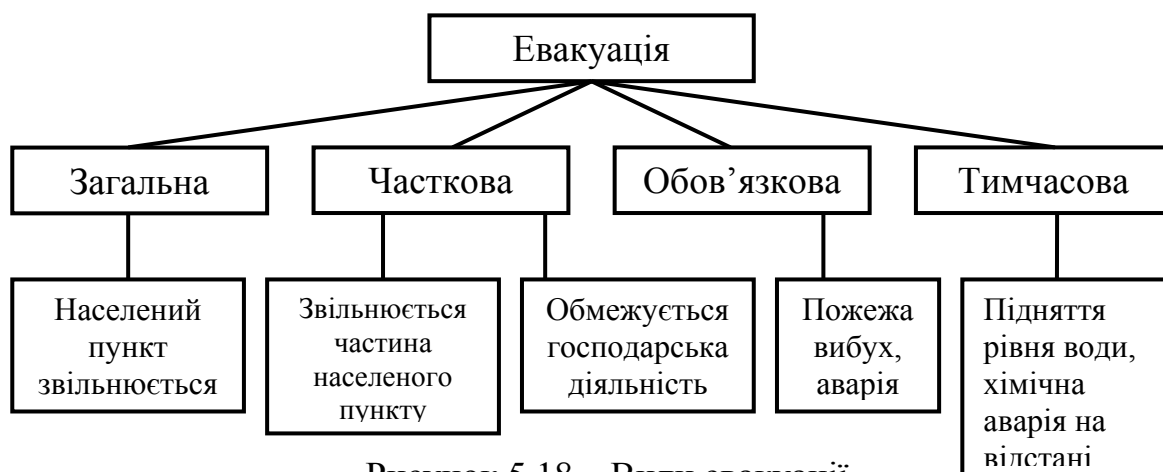 Евакуація
Загальна
Часткова
Обов’язкова
Тимчасова
Населений
пункт
звільнюється
Звільнюється
частина
населеного
пункту
Обмежується
господарська
діяльність
Пожежа
вибух,
аварія
Підняття
рівня води,
хімічна
аварія на
відстані
Рисунок 5.18 – Види евакуації